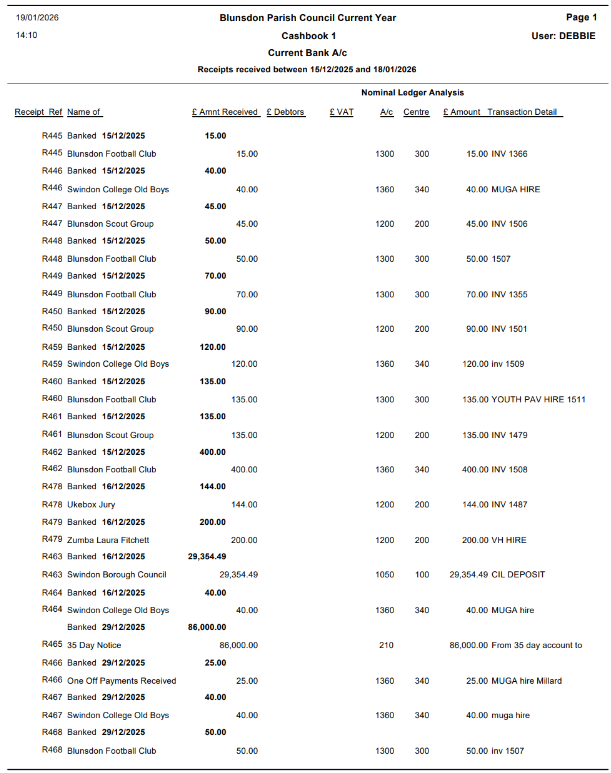 19/01/2026 Blunsdon Parish Council Current Year Page 1
14:10 Cashbook 1 User: DEBBIE
Current Bank A/c
Receipts received between 15/12/2025 and 18/01/2026
Nominal Ledger Analysis
Receipt Ref Name of £ Amnt Received £ Debtors £ VAT A/c Centre £ Amount Transaction Detail
R445 Banked 15/12/2025 15.00
R445 Blunsdon Football Club 15.00 1300 300 15.00 INV 1366
R446 Banked 15/12/2025 40.00
R446 Swindon College Old Boys 40.00 1360 340 40.00 MUGA HIRE
R447 Banked 15/12/2025 45.00
R447 Blunsdon Scout Group 45.00 1200 200 45.00 INV 1506
R448 Banked 15/12/2025 50.00
R448 Blunsdon Football Club 50.00 1300 300 50.00 1507
R449 Banked 15/12/2025 70.00
R449 Blunsdon Football Club 70.00 1300 300 70.00 INV 1355
R450 Banked 15/12/2025 90.00
R450 Blunsdon Scout Group 90.00 1200 200 90.00 INV 1501
R459 Banked 15/12/2025 120.00
R459 Swindon College Old Boys 120.00 1360 340 120.00 inv 1509
R460 Banked 15/12/2025 135.00
R460 Blunsdon Football Club 135.00 1300 300 135.00 YOUTH PAV HIRE 1511
R461 Banked 15/12/2025 135.00
R461 Blunsdon Scout Group 135.00 1200 200 135.00 INV 1479
R462 Banked 15/12/2025 400.00
R462 Blunsdon Football Club 400.00 1360 340 400.00 INV 1508
R478 Banked 16/12/2025 144.00
R478 Ukebox Jury 144.00 1200 200 144.00 INV 1487
R479 Banked 16/12/2025 200.00
R479 Zumba Laura Fitchett 200.00 1200 200 200.00 VH HIRE
R463 Banked 16/12/2025 29,354.49
R463 Swindon Borough Council 29,354.49 1050 100 29,354.49 CIL DEPOSIT
R464 Banked 16/12/2025 40.00
R464 Swindon College Old Boys 40.00 1360 340 40.00 MUGA hire
Banked 29/12/2025 86,000.00
R465 35 Day Notice 86,000.00 210 86,000.00 From 35 day account to
R466 Banked 29/12/2025 25.00
R466 One Off Payments Received 25.00 1360 340 25.00 MUGA hire Millard
R467 Banked 29/12/2025 40.00
R467 Swindon College Old Boys 40.00 1360 340 40.00 muga hire
R468 Banked 29/12/2025 50.00
R468 Blunsdon Football Club 50.00 1300 300 50.00 inv 1507